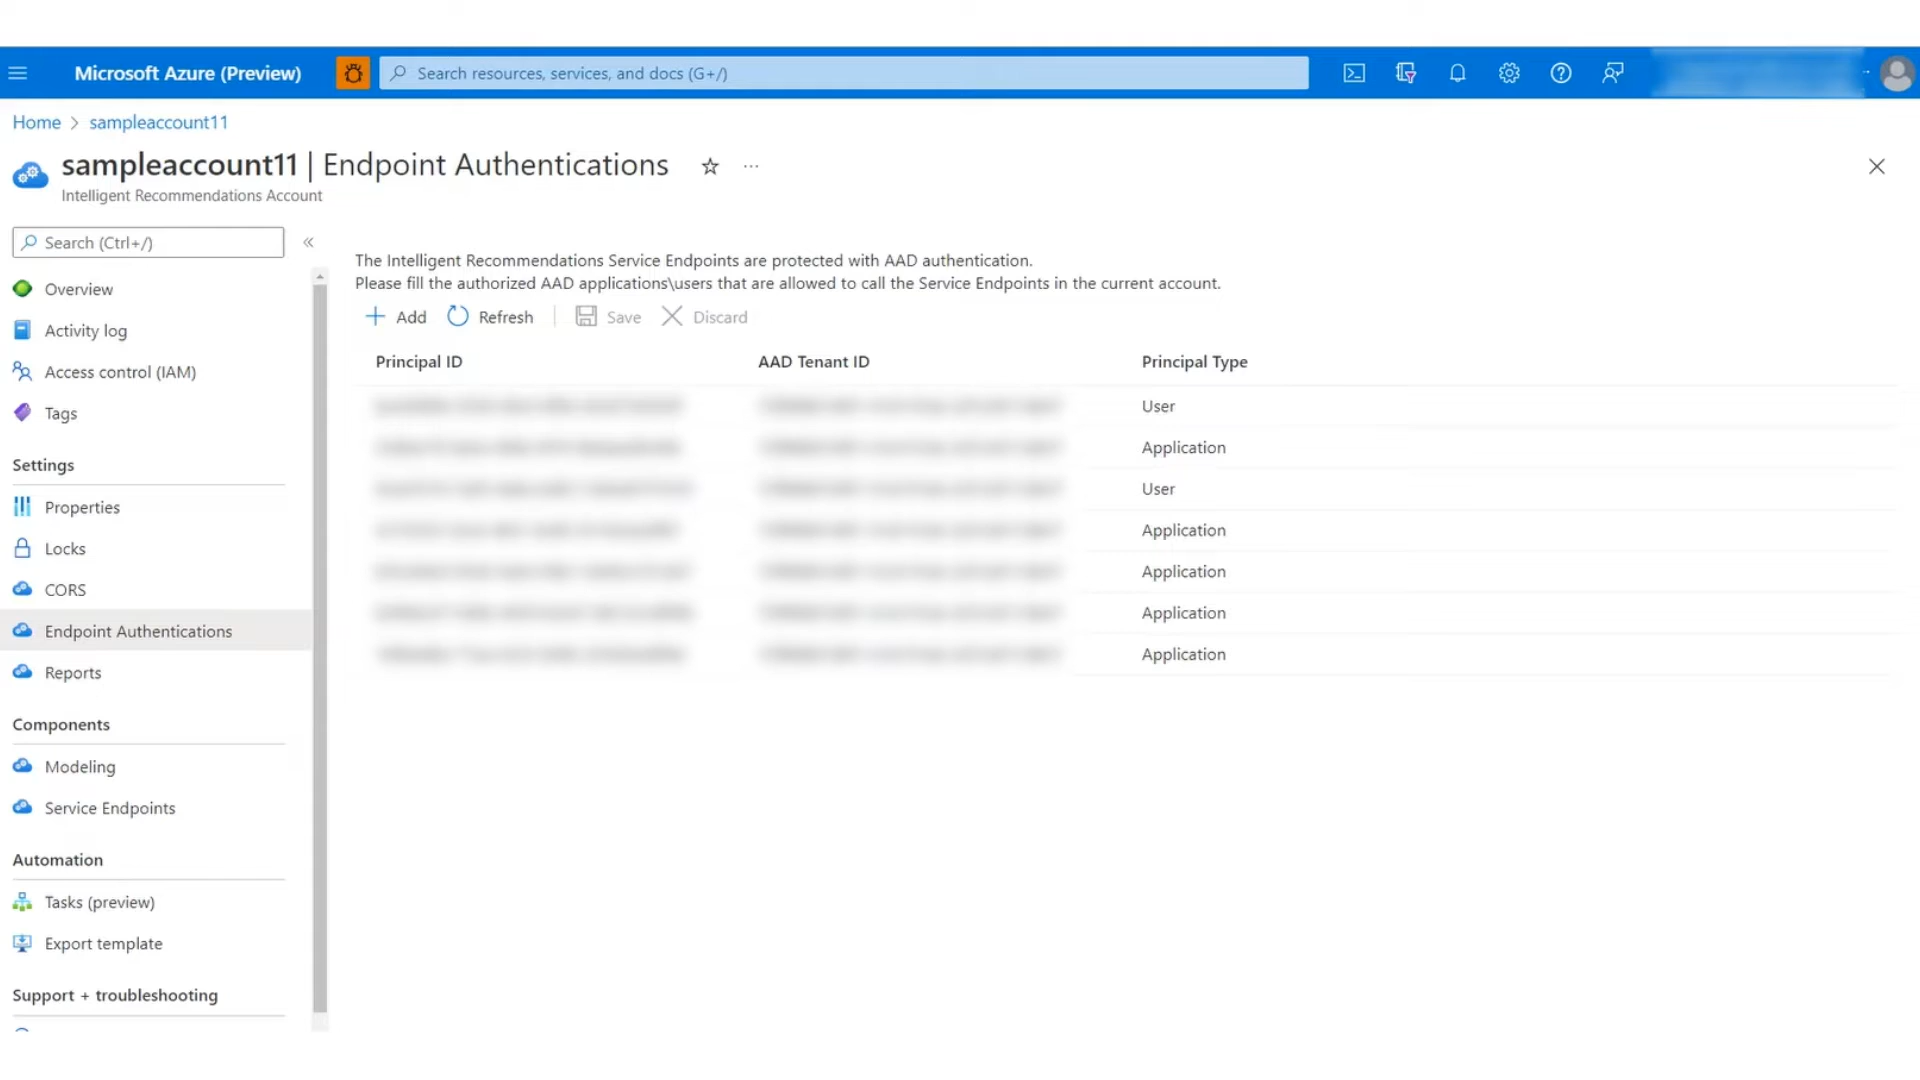 Microsoft Azure (Preview)
Search resources, services, and docs (G+/)
Home > sampleaccount11
sampleaccount11 | Endpoint Authentications
Intelligent Recommendations Account
Search (Ctrl+/)
Overview
Activity log
Access control (IAM)
Tags
Settings
Properties
Locks
CORS
Endpoint Authentications
Reports
Components
Modeling
Service Endpoints
Automation
Tasks (preview)
Export template
Support + troubleshooting
The Intelligent Recommendations Service Endpoints are protected with AAD authentication.
Please fill the authorized AAD applications\users that are allowed to call the Service Endpoints in the current account.
Add Refresh Save Discard
Principal ID AAD Tenant ID Principal Type
User
Application
User
Application
Application
Application
Application